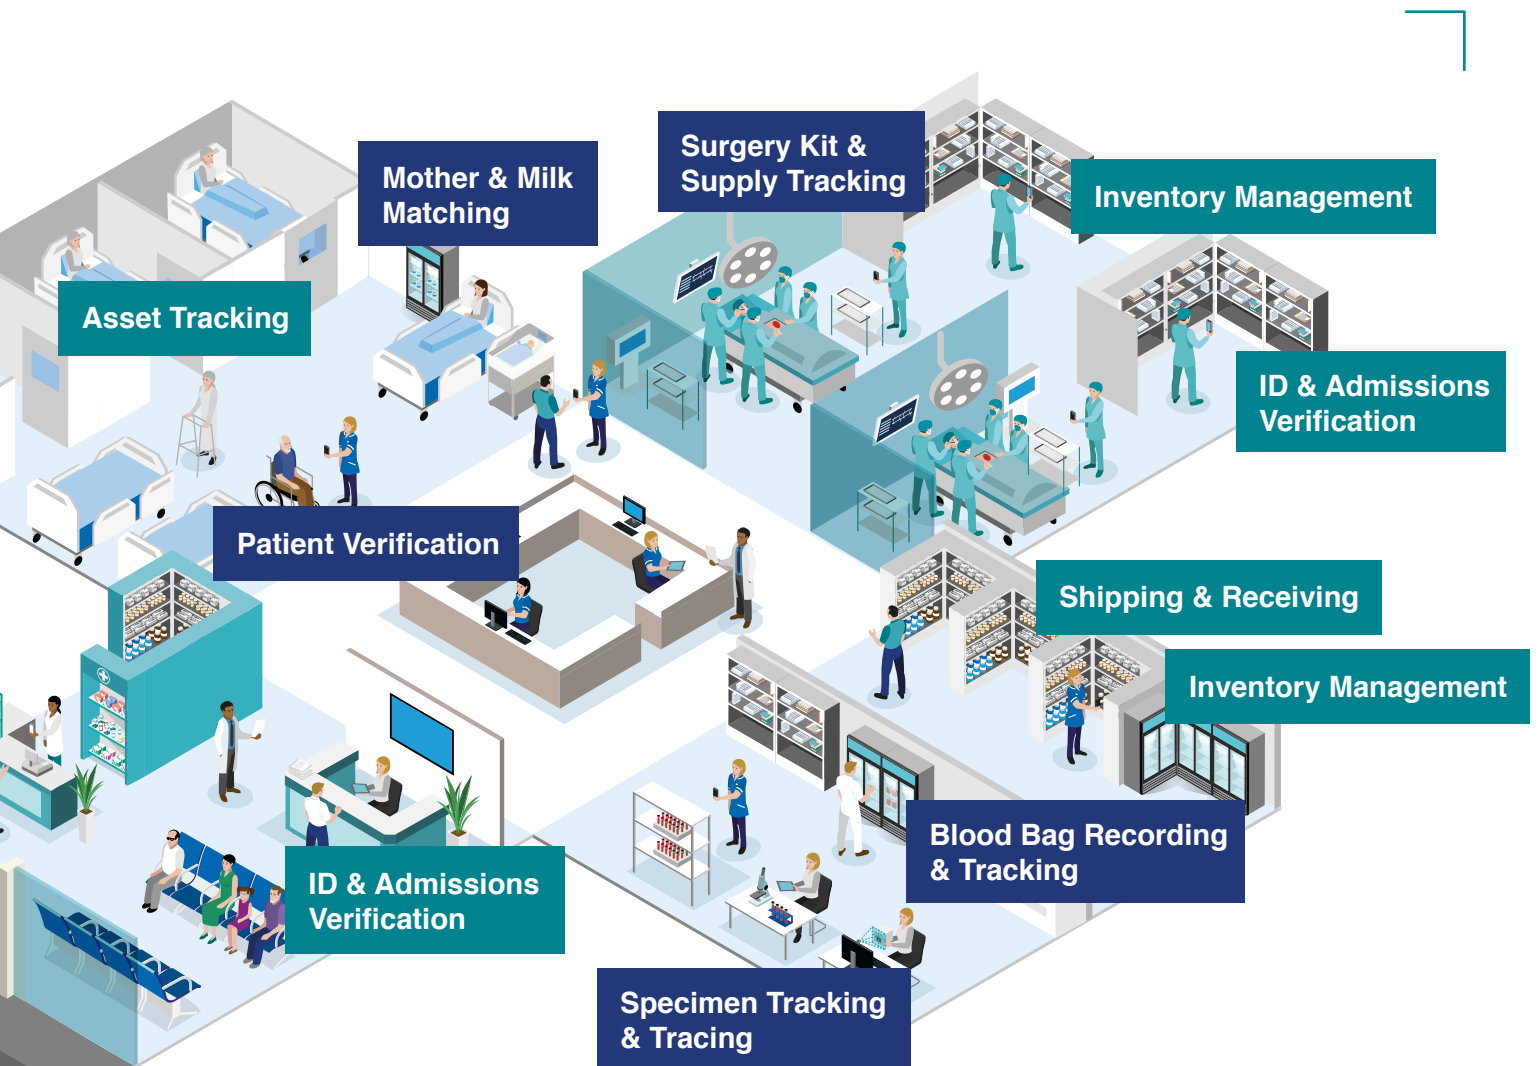 Surgery Kit &
Supply Tracking
Mother & Milk
Matching
Inventory Management
Asset Tracking
ID & Admissions
Verification
Patient Verification
Shipping & Receiving
Inventory Management
Blood Bag Recording
& Tracking
ID & Admissions
Verification
Specimen Tracking
& Tracing